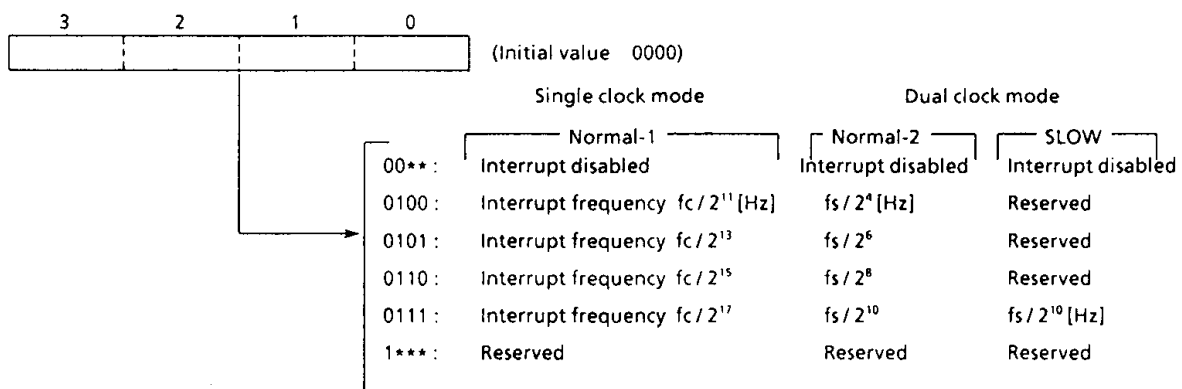 3 2 1 0
(Initial value 0000)
Single clock mode Dual clock mode
Normal-1 Normal-2 SLOW
00**: Interrupt disabled Interrupt disabled Interrupt disabled
0100: Interrupt frequency fc / 2¹¹ [Hz] fs / 2⁴ [Hz] Reserved
0101: Interrupt frequency fc / 2¹³ fs / 2⁶ Reserved
0110: Interrupt frequency fc / 2¹⁵ fs / 2⁸ Reserved
0111: Interrupt frequency fc / 2¹⁷ fs / 2¹⁰ fs / 2¹⁰ [Hz]
1***: Reserved Reserved Reserved